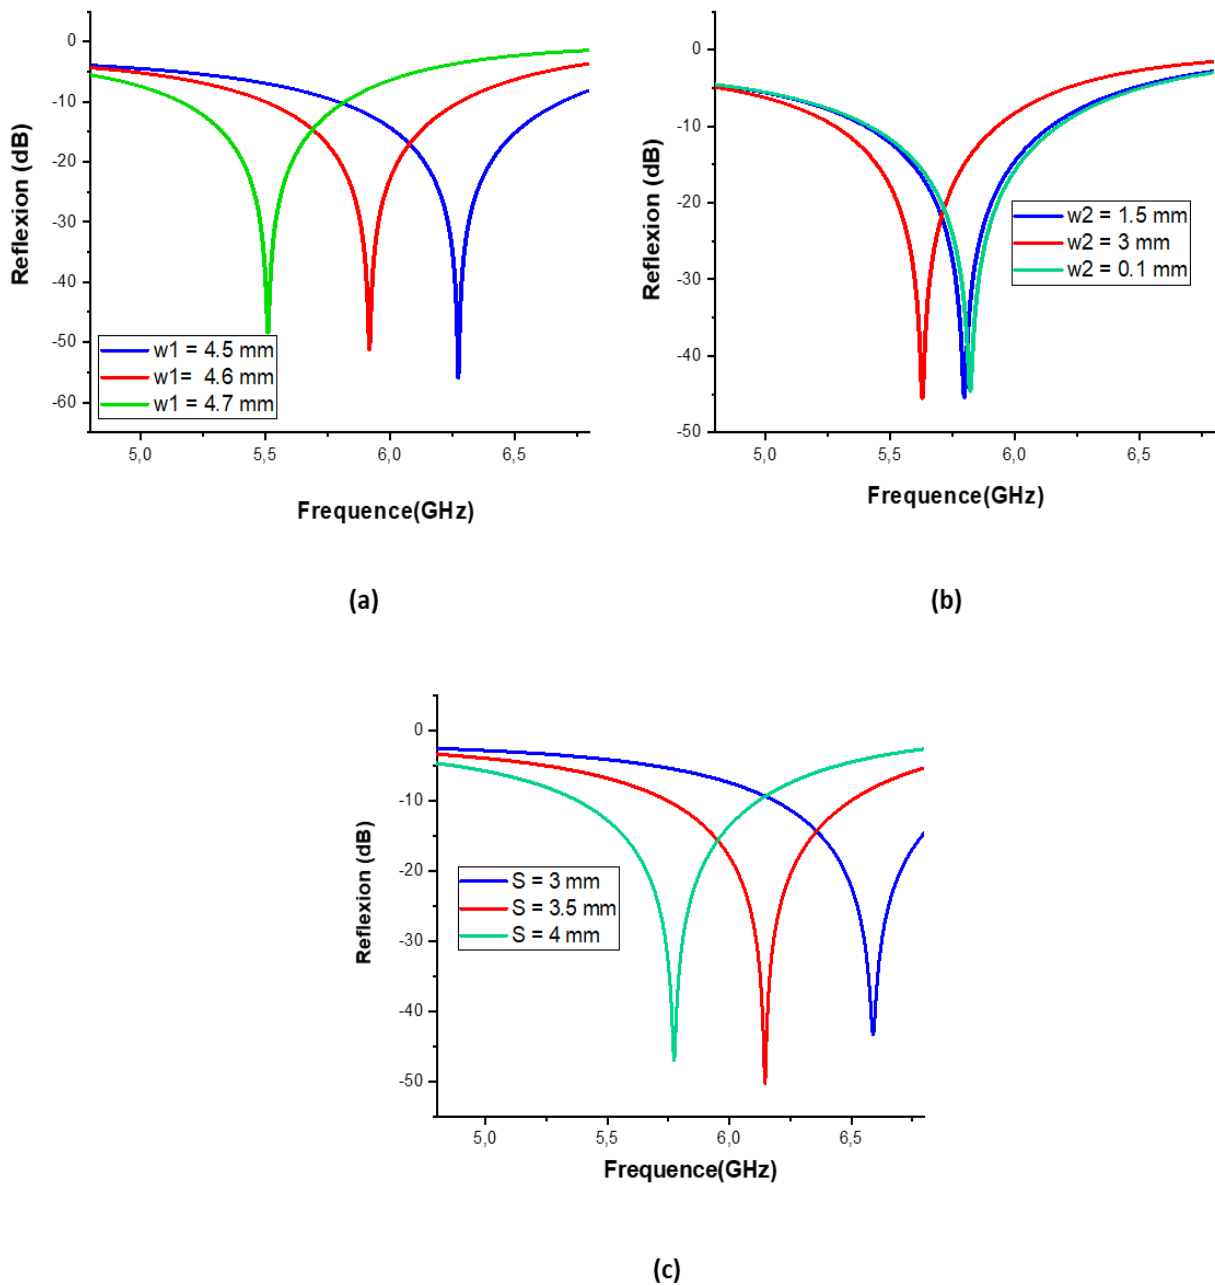 0
-10
-20
-30
-40
-50
-60
Reflexion (dB)
w1 = 4.5 mm
w1=  4.6 mm
w1 = 4.7 mm
5,0
5,5
6,0
6,5
Frequence(GHz)
(a)
0
-10
-20
-30
-40
-50
Reflexion (dB)
w2 = 1.5 mm
w2 = 3 mm
w2 = 0.1 mm
5,0
5,5
6,0
6,5
Frequence(GHz)
(b)
0
-10
-20
-30
-40
-50
Reflexion (dB)
S = 3 mm
S = 3.5 mm
S = 4 mm
5,0
5,5
6,0
6,5
Frequence(GHz)
(c)